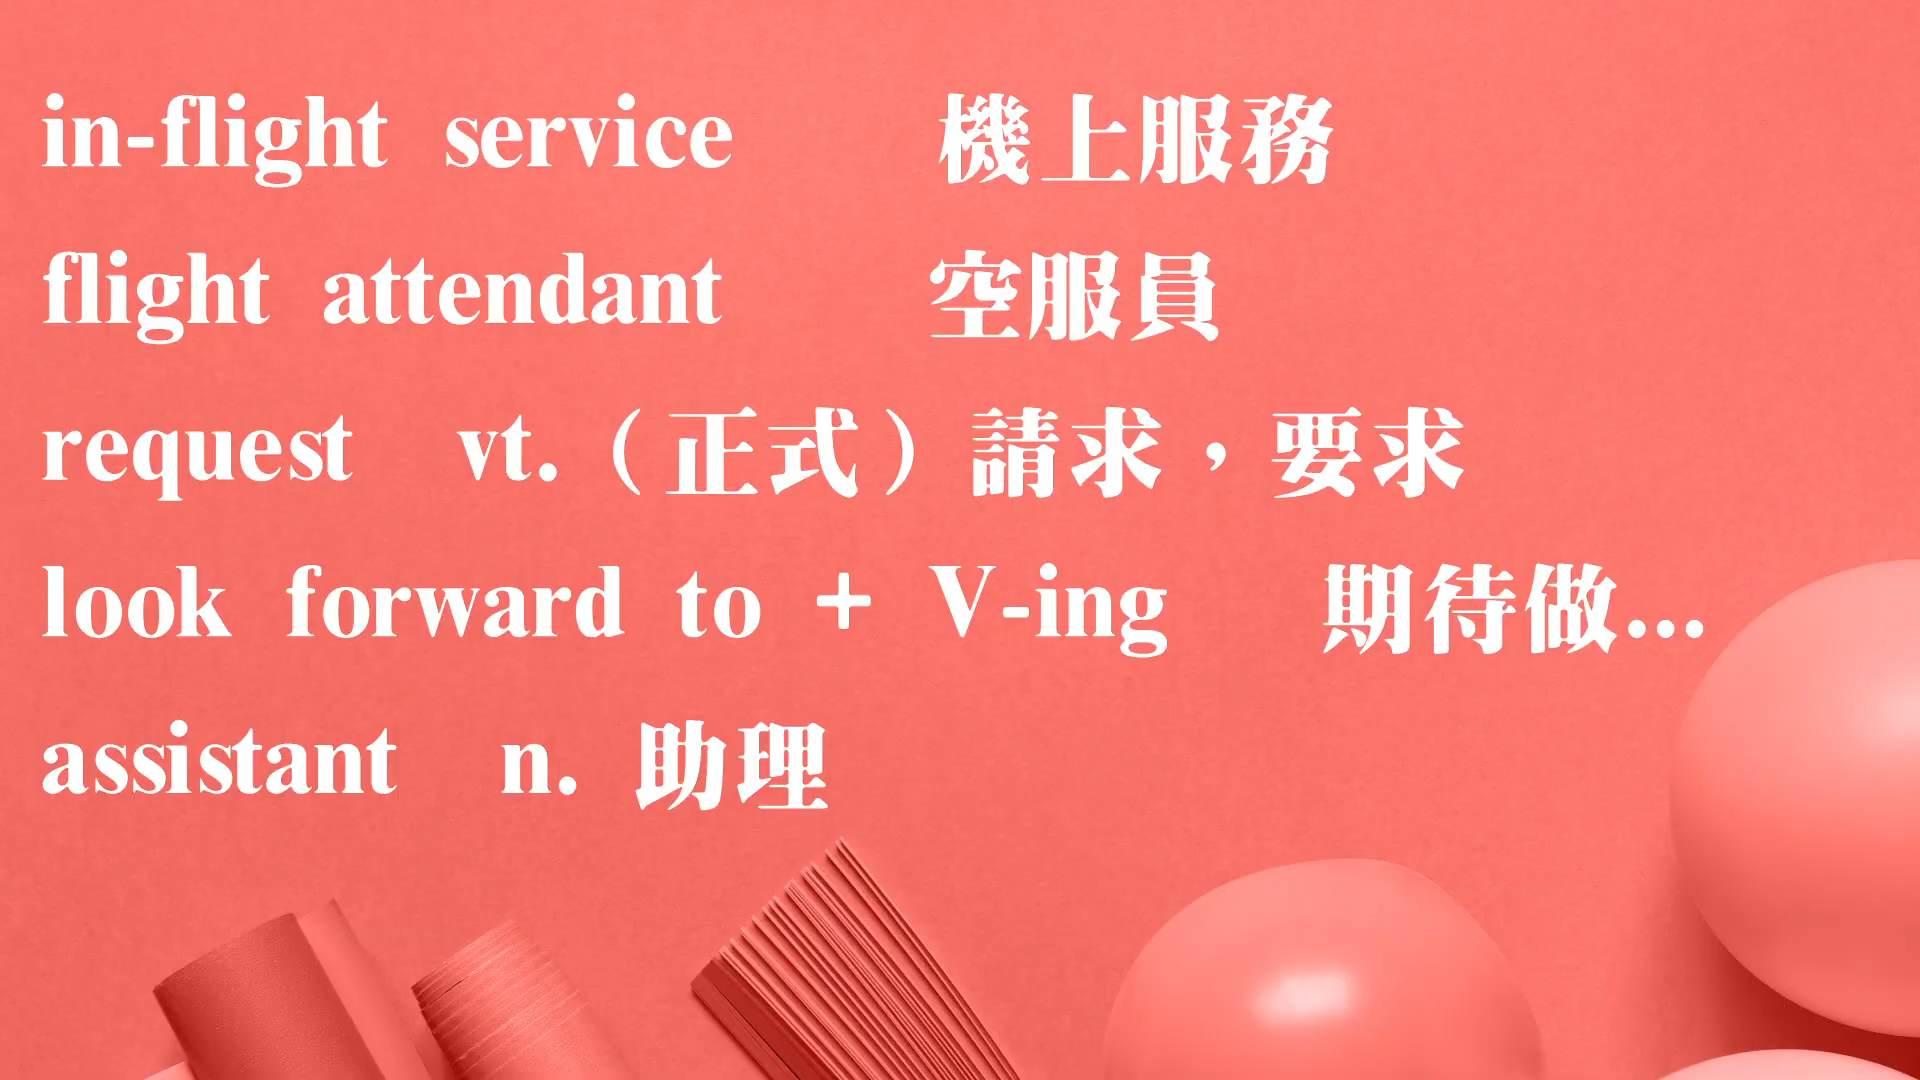 in-flight service 機上服務
flight attendant 空服員
request vt.（正式）請求，要求
look forward to + V-ing 期待做...
assistant n. 助理